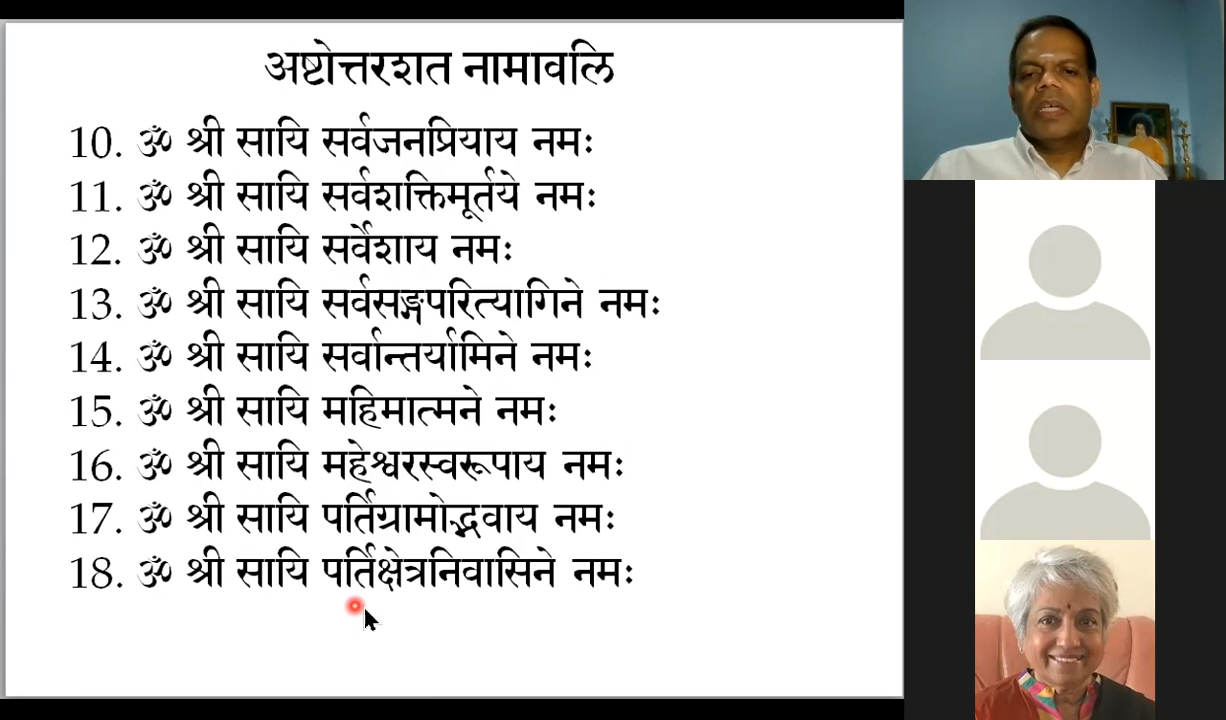 अष्टोत्तरशत नामावलि
10. ॐ श्री सायि सर्वजनप्रियाय नमः
11. ॐ श्री सायि सर्वशक्तिमूर्तये नमः
12. ॐ श्री सायि सर्वेशाय नमः
13. ॐ श्री सायि सर्वसङ्गपरित्यागिने नमः
14. ॐ श्री सायि सर्वान्तर्यामिने नमः
15. ॐ श्री सायि महिमात्मने नमः
16. ॐ श्री सायि महेश्वरस्वरूपाय नमः
17. ॐ श्री सायि पर्तिग्रामोद्भवाय नमः
18. ॐ श्री सायि पर्तिक्षेत्रनिवासिने नमः